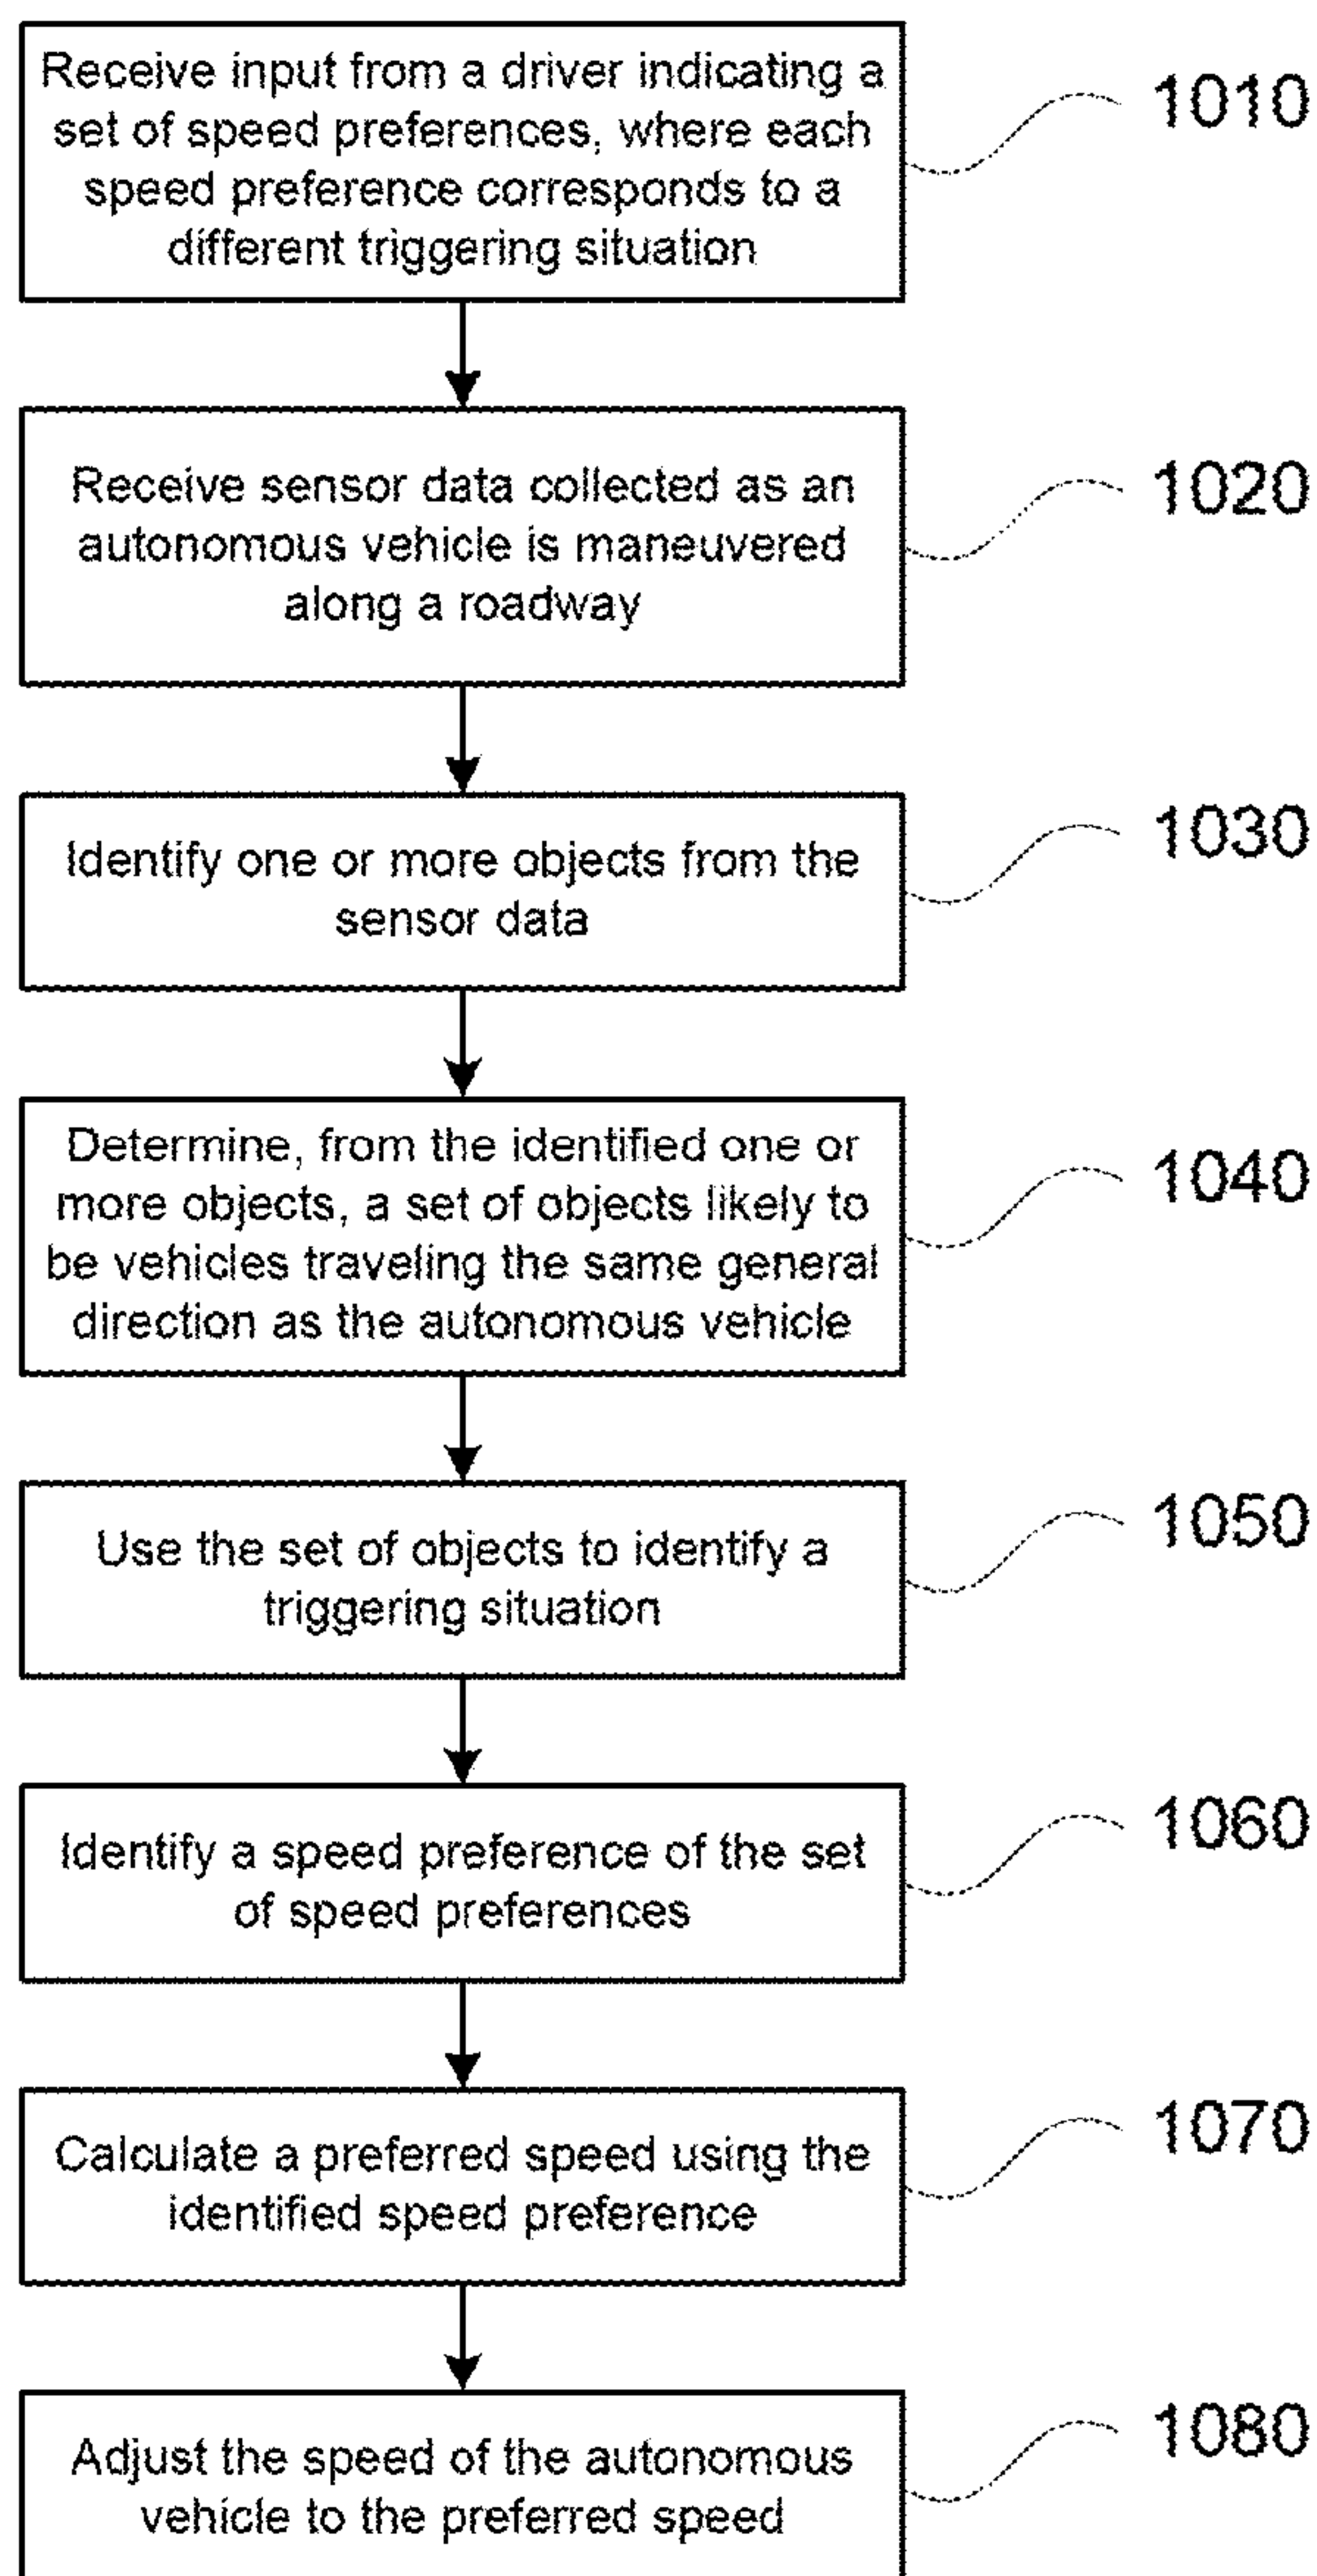 Receive input from a driver indicating a
set of speed preferences, where each
speed preference corresponds to a
different triggering situation
1010
Receive sensor data collected as an
autonomous vehicle is maneuvered
along a roadway
1020
Identify one or more objects from the
sensor data
1030
Determine, from the identified one or
more objects, a set of objects likely to
be vehicles traveling the same general
direction as the autonomous vehicle
1040
Use the set of objects to identify a
triggering situation
1050
Identify a speed preference of the set
of speed preferences
1060
Calculate a preferred speed using the
identified speed preference
1070
Adjust the speed of the autonomous
vehicle to the preferred speed
1080